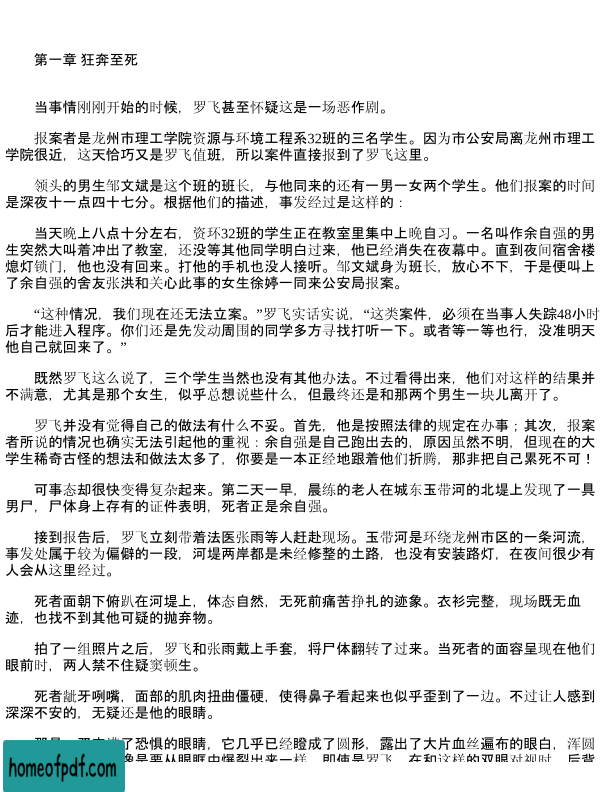 第一章 狂奔至死
当事情刚刚开始的时候，罗飞甚至怀疑这是一场恶作剧。
报案者是龙州市理工学院资源与环境工程系32班的三名学生。因为市公安局离龙州市理工
学院很近，这天恰巧又是罗飞值班，所以案件直接报到了罗飞这里。
领头的男生邹文斌是这个班的班长，与他同来的还有一男一女两个学生。他们报案的时间
是深夜十一点四十七分。根据他们的描述，事发经过是这样的：
当天晚上八点十分左右，资环32班的学生正在教室里集中上晚自习。一名叫作余自强的男
生突然大叫着冲出了教室，还没等其他同学明白过来，他已经消失在夜幕中。直到夜间宿舍楼
熄灯锁门，他也没有回来。打他的手机也没人接听。邹文斌身为班长，放心不下，于是便叫上
了余自强的舍友张洪和关心此事的女生徐婷一同来公安局报案。
“这种情况，我们现在还无法立案。”罗飞实话实说，“这类案件，必须在当事人失踪48小时
后才能进入程序。你们还是先发动周围的同学多方寻找打听一下。或者等一等也行，没准明天
他自己就回来了。”
既然罗飞这么说了，三个学生当然也没有其他办法。不过看得出来，他们对这样的结果并
不满意，尤其是那个女生，似乎总想说些什么，但最终还是和那两个男生一块儿离开了。
罗飞并没有觉得自己的做法有什么不妥。首先，他是按照法律的规定在办事；其次，报案
者所说的情况也确实无法引起他的重视：余自强是自己跑出去的，原因虽然不明，但现在的大
学生稀奇古怪的想法和做法太多了，你要是一本正经地跟着他们折腾，那非把自己累死不可！
可事态却很快变得复杂起来。第二天一早，晨练的老人在城东玉带河的北堤上发现了一具
男尸，尸体身上存有的证件表明，死者正是余自强。
接到报告后，罗飞立刻带着法医张雨等人赶赴现场。玉带河是环绕龙州市区的一条河流，
事发处属于较为偏僻的一段，河堤两岸都是未经修整的土路，也没有安装路灯，在夜间很少有
人会从这里经过。
死者面朝下俯趴在河堤上，体态自然，无死前痛苦挣扎的迹象。衣衫完整，现场既无血
迹，也找不到其他可疑的抛弃物。
拍了一组照片之后，罗飞和张雨戴上手套，将尸体翻转了过来。当死者的面容呈现在他们
眼前时，两人禁不住疑窦顿生。
死者龇牙咧嘴，面部的肌肉扭曲僵硬，使得鼻子看起来也似乎歪到了一边。不过让人感到
深深不安的，无疑还是他的眼睛。
了恐惧的眼睛，它几乎已经瞪成了圆形，露出了大片血丝遍布的眼白，浑圆
像是要从眼眶中爆裂出来一样。即使是罗飞，在和这样的双眼对视时，后背
homeofpdf.com